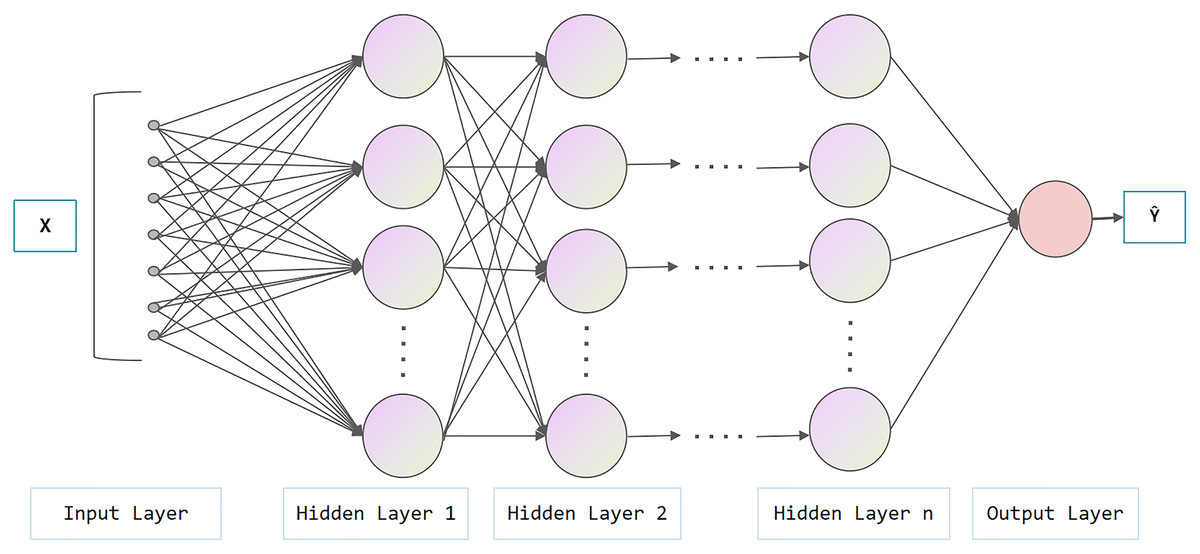 X
Ŷ
Input Layer
Hidden Layer 1
Hidden Layer 2
Hidden Layer n
Output Layer